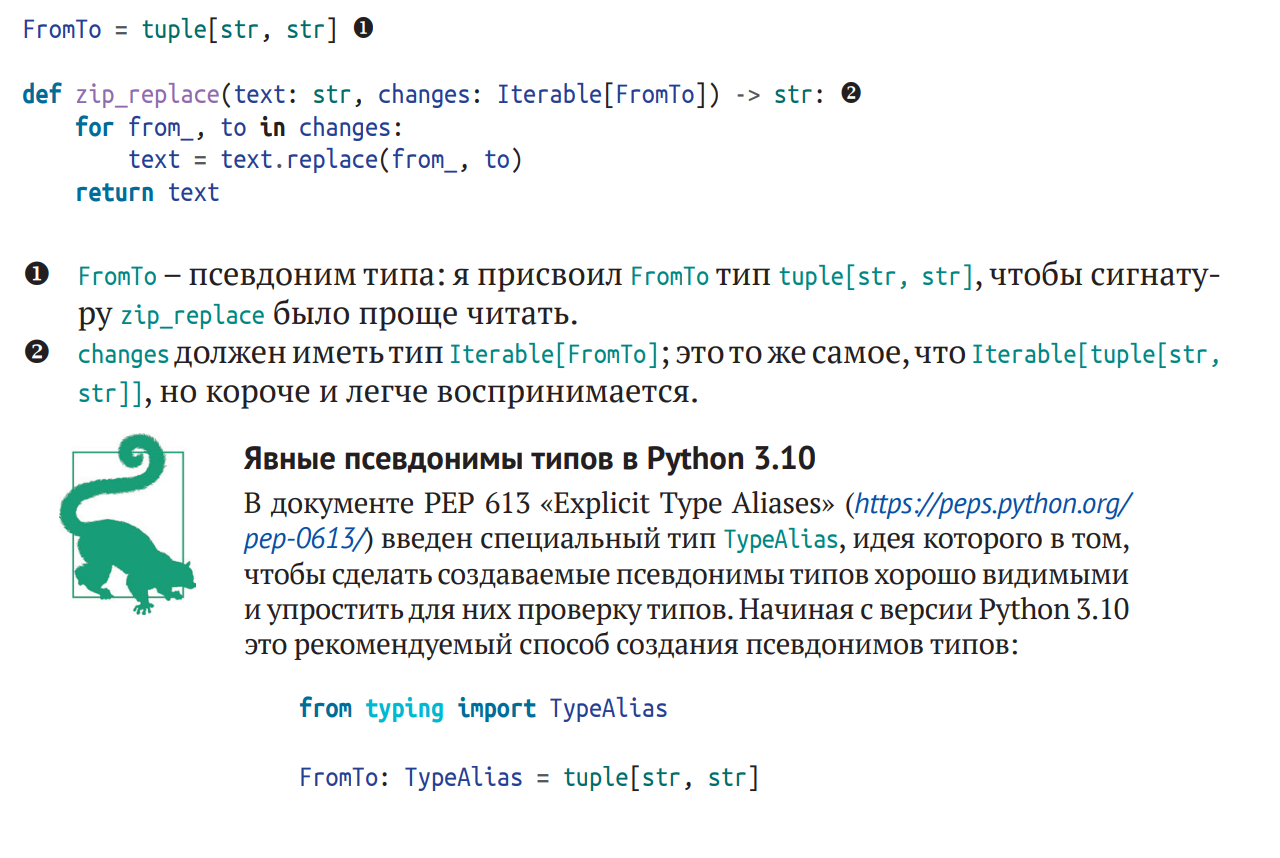 FromTo = tuple[str, str] ❶
def zip_replace(text: str, changes: Iterable[FromTo]) -> str: ❷
    for from_, to in changes:
        text = text.replace(from_, to)
    return text
❶ FromTo – псевдоним типа: я присвоил FromTo тип tuple[str, str], чтобы сигнату-
ру zip_replace было проще читать.
❷ changes должен иметь тип Iterable[FromTo]; это то же самое, что Iterable[tuple[str,
str]], но короче и легче воспринимается.
Явные псевдонимы типов в Python 3.10
В документе PEP 613 «Explicit Type Aliases» (https://peps.python.org/
pep-0613/) введен специальный тип TypeAlias, идея которого в том,
чтобы сделать создаваемые псевдонимы типов хорошо видимыми
и упростить для них проверку типов. Начиная с версии Python 3.10
это рекомендуемый способ создания псевдонимов типов:
from typing import TypeAlias
FromTo: TypeAlias = tuple[str, str]